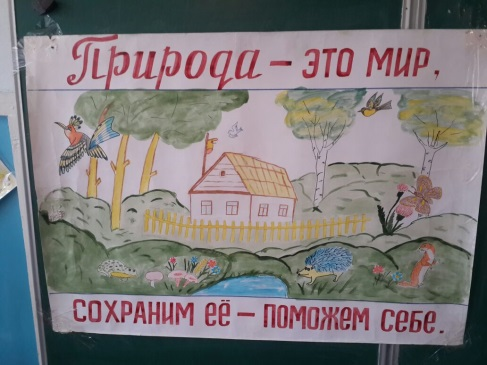 Природа – ЭТО МИР,
СОХРАНИМ ЕЁ – ПОМОЖЕМ СЕБЕ.